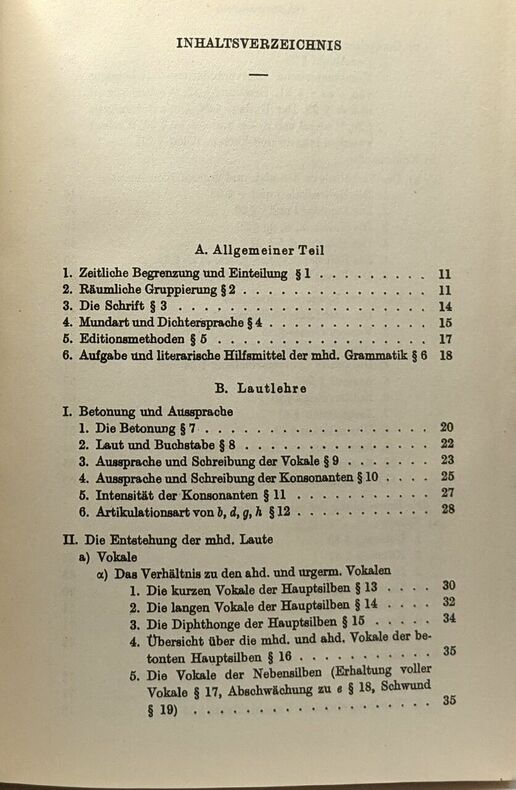 INHALTSVERZEICHNIS
A. Allgemeiner Teil
1. Zeitliche Begrenzung und Einteilung § 1 . . . . . . . . . 11
2. Räumliche Gruppierung § 2 . . . . . . . . . . . . . . . 11
3. Die Schrift § 3 . . . . . . . . . . . . . . . . . . . . 14
4. Mundart und Dichtersprache § 4 . . . . . . . . . . . . . 15
5. Editionsmethoden § 5 . . . . . . . . . . . . . . . . . 17
6. Aufgabe und literarische Hilfsmittel der mhd. Grammatik § 6 18
B. Lautlehre
I. Betonung und Aussprache
1. Die Betonung § 7 . . . . . . . . . . . . . . . . . . 20
2. Laut und Buchstabe § 8 . . . . . . . . . . . . . . . 22
3. Aussprache und Schreibung der Vokale § 9 . . . . . . . 23
4. Aussprache und Schreibung der Konsonanten § 10 . . . . 25
5. Intensität der Konsonanten § 11 . . . . . . . . . . . 27
6. Artikulationsart von b, d, g, h § 12 . . . . . . . . . . . 28
II. Die Entstehung der mhd. Laute
a) Vokale
α) Das Verhältnis zu den ahd. und urgerm. Vokalen
1. Die kurzen Vokale der Hauptsilben § 13 . . . . 30
2. Die langen Vokale der Hauptsilben § 14 . . . . 32
3. Die Diphthonge der Hauptsilben § 15 . . . . . 34
4. Übersicht über die mhd. und ahd. Vokale der be-
tonten Hauptsilben § 16 . . . . . . . . . . . 35
5. Die Vokale der Nebensilben (Erhaltung voller
Vokale § 17, Abschwächung zu e § 18, Schwund
§ 19) . . . . . . . . . . . . . . . . . . . . 35